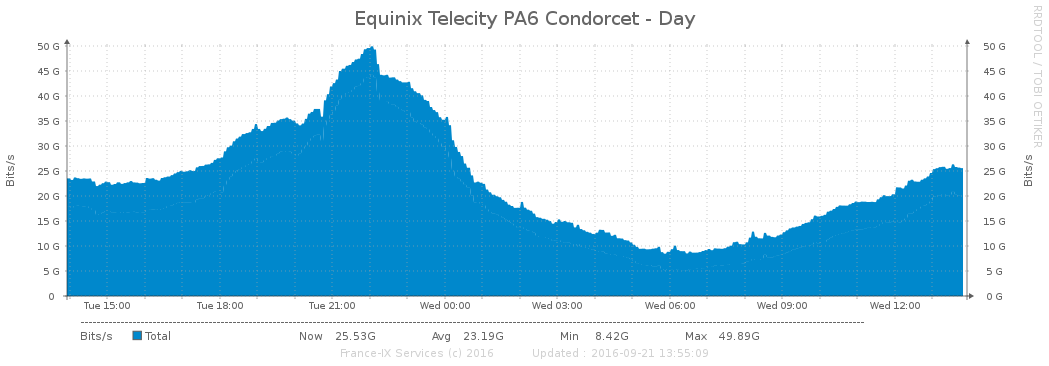 Equinix Telecity PA6 Condorcet - Day
RRDTOOL / TOBI OETIKER
Bits/s
50 G
45 G
40 G
35 G
30 G
25 G
20 G
15 G
10 G
5 G
0
50 G
45 G
40 G
35 G
30 G
25 G
20 G
15 G
10 G
5 G
0 G
Bits/s
Tue 15:00 Tue 18:00 Tue 21:00 Wed 00:00 Wed 03:00 Wed 06:00 Wed 09:00 Wed 12:00
Bits/s Total Now 25.53G Avg 23.19G Min 8.42G Max 49.89G
France-IX Services (c) 2016 Updated : 2016-09-21 13:55:09